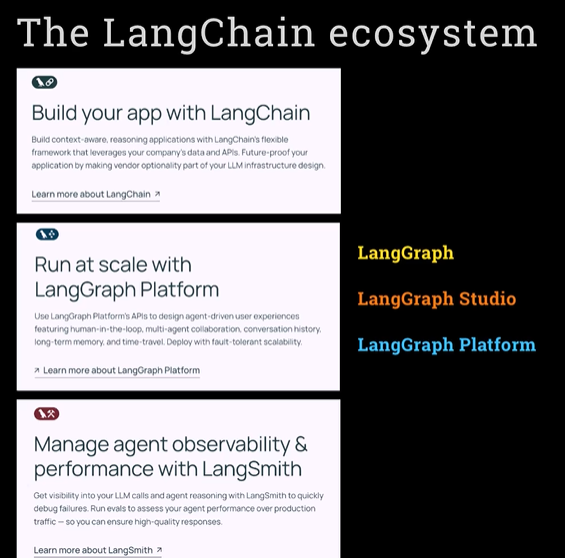 The LangChain ecosystem
Build your app with LangChain
Build context-aware, reasoning applications with LangChain's flexible
framework that leverages your company's data and APIs. Future-proof your
application by making vendor optionality part of your LLM infrastructure design.
Learn more about LangChain ↗
Run at scale with
LangGraph Platform
Use LangGraph Platform's APIs to design agent-driven user experiences
featuring human-in-the-loop, multi-agent collaboration, conversation history,
long-term memory, and time-travel. Deploy with fault-tolerant scalability.
↗ Learn more about LangGraph Platform
LangGraph
LangGraph Studio
LangGraph Platform
Manage agent observability &
performance with LangSmith
Get visibility into your LLM calls and agent reasoning with LangSmith to quickly
debug failures. Run evals to assess your agent performance over production
traffic — so you can ensure high-quality responses.
Learn more about LangSmith ↗